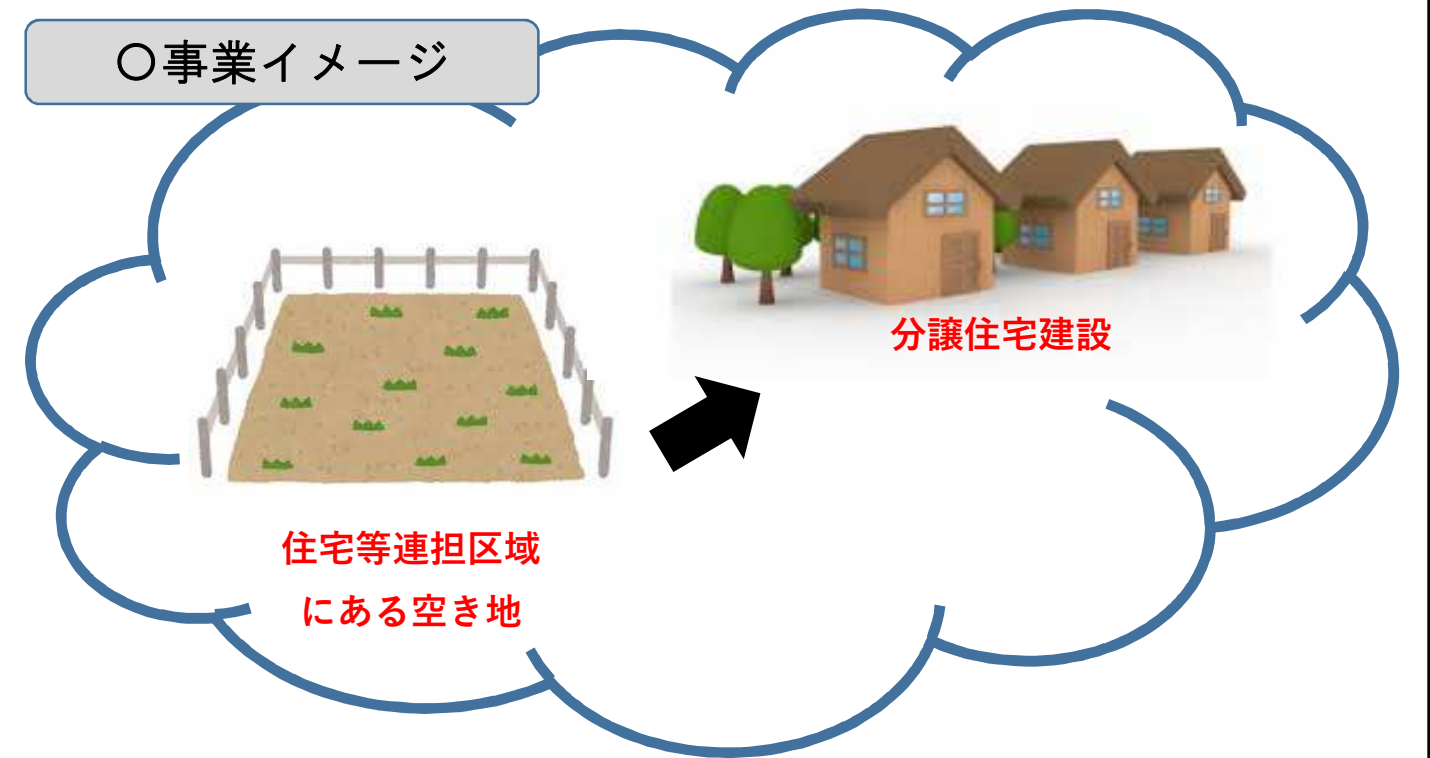 〇事業イメージ
分譲住宅建設
住宅等連担区域
にある空き地